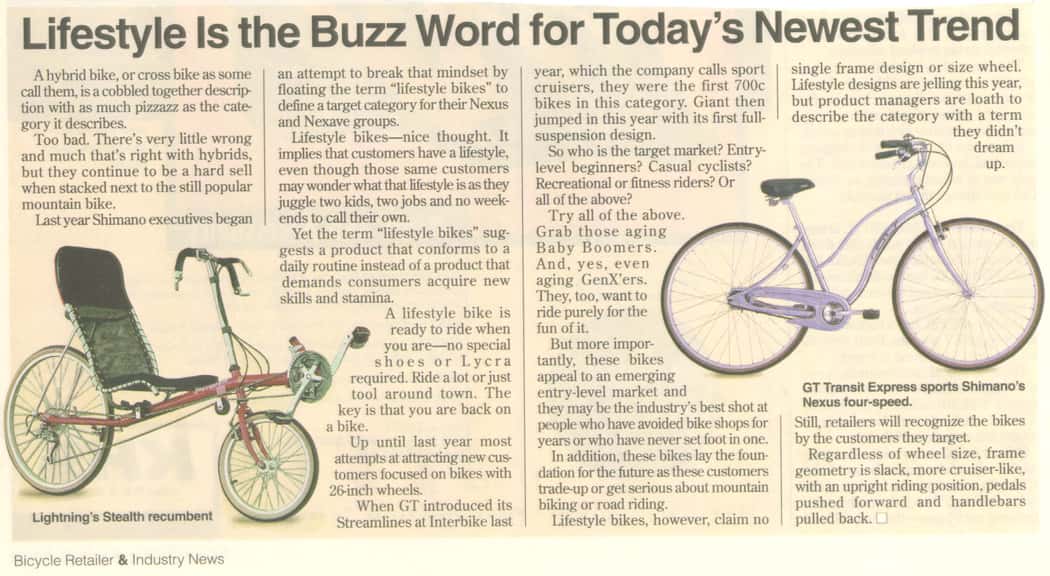 Lifestyle Is the Buzz Word for Today's Newest Trend
A hybrid bike, or cross bike as some
call them, is a cobbled together descrip-
tion with as much pizzazz as the cate-
gory it describes.
Too bad. There's very little wrong
and much that's right with hybrids,
but they continue to be a hard sell
when stacked next to the still popular
mountain bike.
Last year Shimano executives began
an attempt to break that mindset by
floating the term “lifestyle bikes” to
define a target category for their Nexus
and Nexave groups.
Lifestyle bikes—nice thought. It
implies that customers have a lifestyle,
even though those same customers
may wonder what that lifestyle is as they
juggle two kids, two jobs and no week-
ends to call their own.
Yet the term “lifestyle bikes” sug-
gests a product that conforms to a
daily routine instead of a product that
demands consumers acquire new
skills and stamina.
A lifestyle bike is
ready to ride when
you are—no special
shoes or Lycra
required. Ride a lot or just
tool around town. The
key is that you are back on
a bike.
Up until last year most
attempts at attracting new cus-
tomers focused on bikes with
26-inch wheels.
When GT introduced its
Streamlines at Interbike last
year, which the company calls sport
cruisers, they were the first 700c
bikes in this category. Giant then
jumped in this year with its first full-
suspension design.
So who is the target market? Entry-
level beginners? Casual cyclists?
Recreational or fitness riders? Or
all of the above?
Try all of the above.
Grab those aging
Baby Boomers.
And, yes, even
aging GenX'ers.
They, too, want to
ride purely for the
fun of it.
But more impor-
tantly, these bikes
appeal to an emerging
entry-level market and
they may be the industry's best shot at
people who have avoided bike shops for
years or who have never set foot in one.
In addition, these bikes lay the foun-
dation for the future as these customers
trade-up or get serious about mountain
biking or road riding.
Lifestyle bikes, however, claim no
single frame design or size wheel.
Lifestyle designs are jelling this year,
but product managers are loath to
describe the category with a term
they didn't
dream
up.
GT Transit Express sports Shimano's
Nexus four-speed.
Still, retailers will recognize the bikes
by the customers they target.
Regardless of wheel size, frame
geometry is slack, more cruiser-like,
with an upright riding position, pedals
pushed forward and handlebars
pulled back. □
Lightning's Stealth recumbent
Bicycle Retailer & Industry News